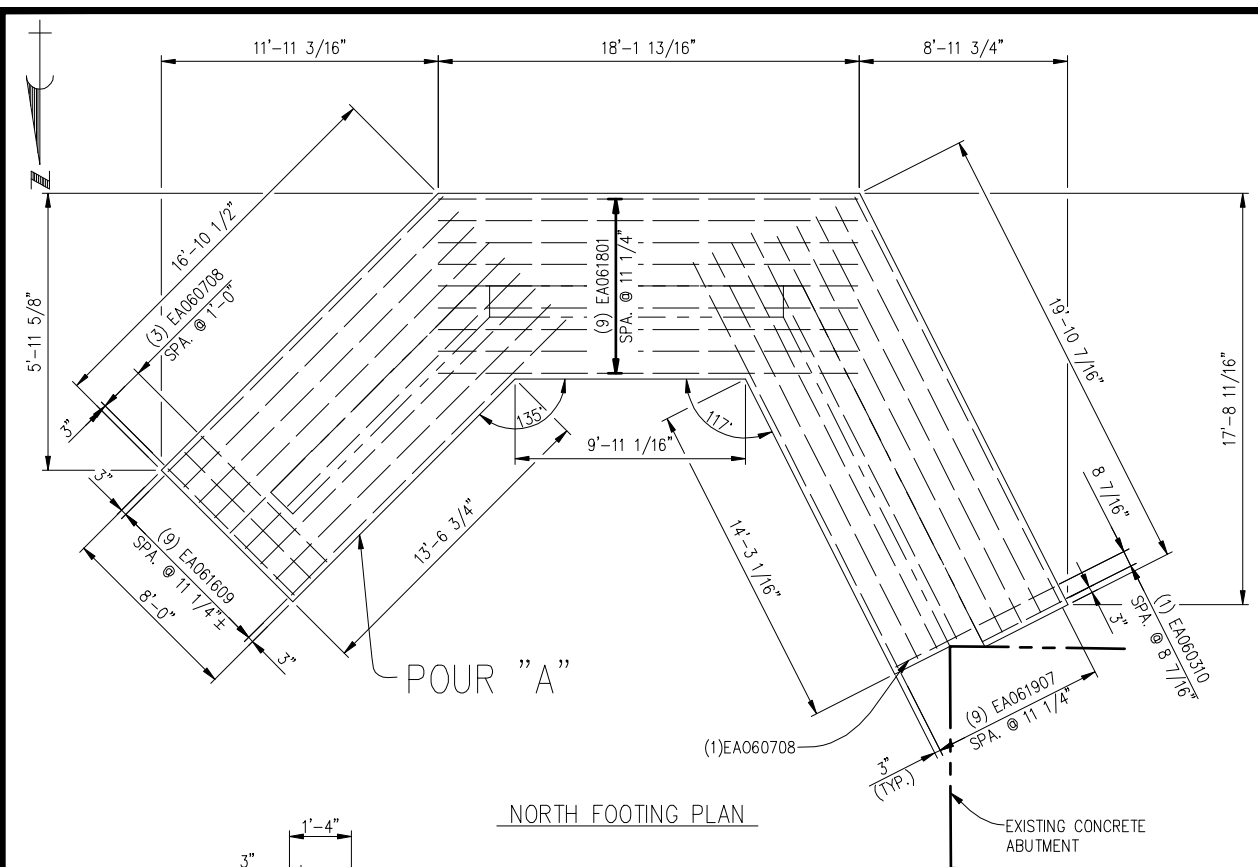 11'-11 3/16"
18'-1 13/16"
8'-11 3/4"
Z
16'-10 1/2"
5'-11 5/8"
(3) EA060708
SPA. @ 1'-0"
3"
3"
(9) EA061609
SPA. @ 11 1/4"±
8'-0"
3"
(9) EA061801
SPA. @ 11 1/4"
135°
117°
9'-11 1/16"
13'-6 3/4"
14'-3 1/16"
19'-10 7/16"
17'-8 11/16"
8 7/16"
3"
(1) EA060310
SPA. @ 8 7/16"
(9) EA061907
SPA. @ 11 1/4"
3"
(TYP.)
POUR "A"
(1)EA060708
NORTH FOOTING PLAN
EXISTING CONCRETE
ABUTMENT
1'-4"
3"